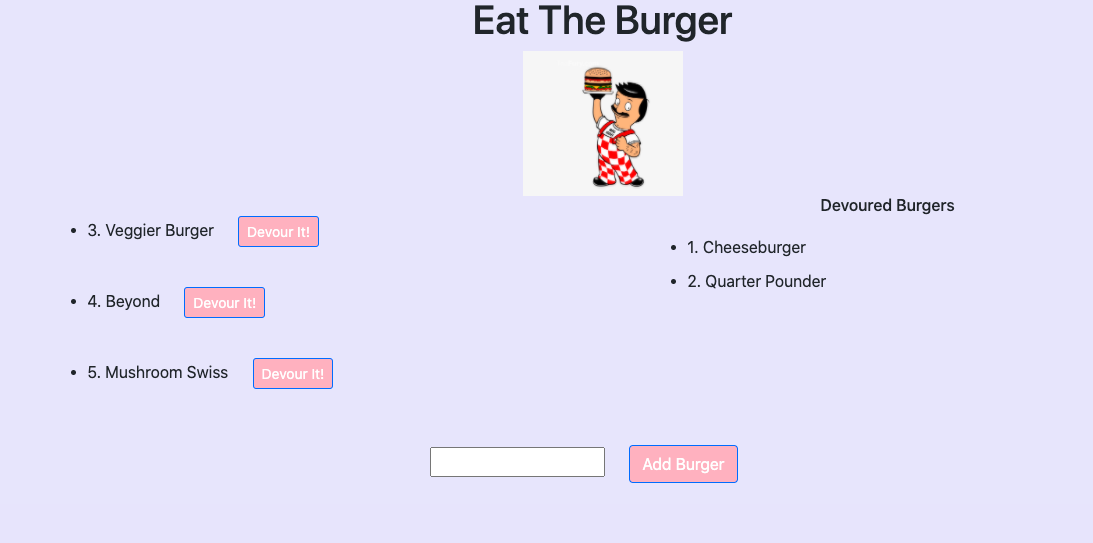 Eat The Burger
Devoured Burgers
3. Veggier Burger Devour It!
1. Cheeseburger
2. Quarter Pounder
4. Beyond Devour It!
5. Mushroom Swiss Devour It!
Add Burger